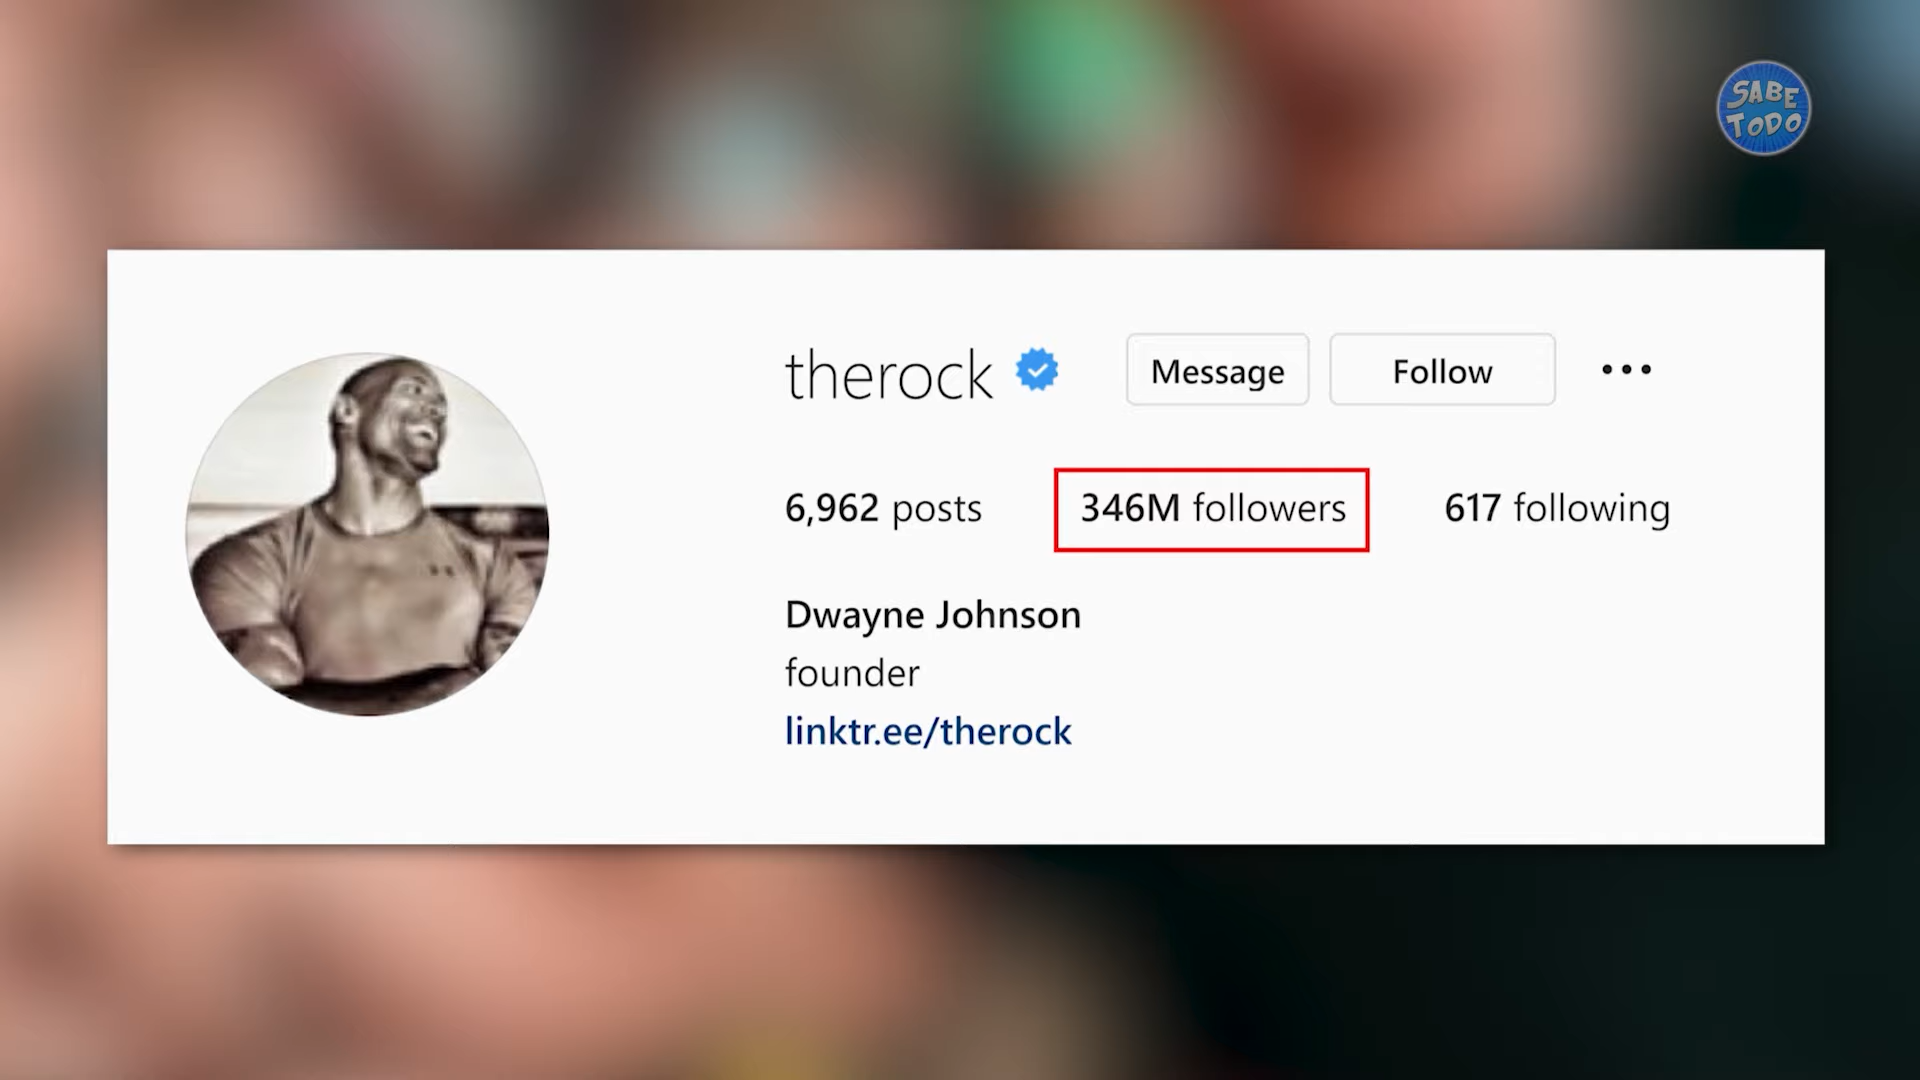 SABE
TODO
therock Message Follow
6,962 posts 346M followers 617 following
Dwayne Johnson
founder
linktr.ee/therock